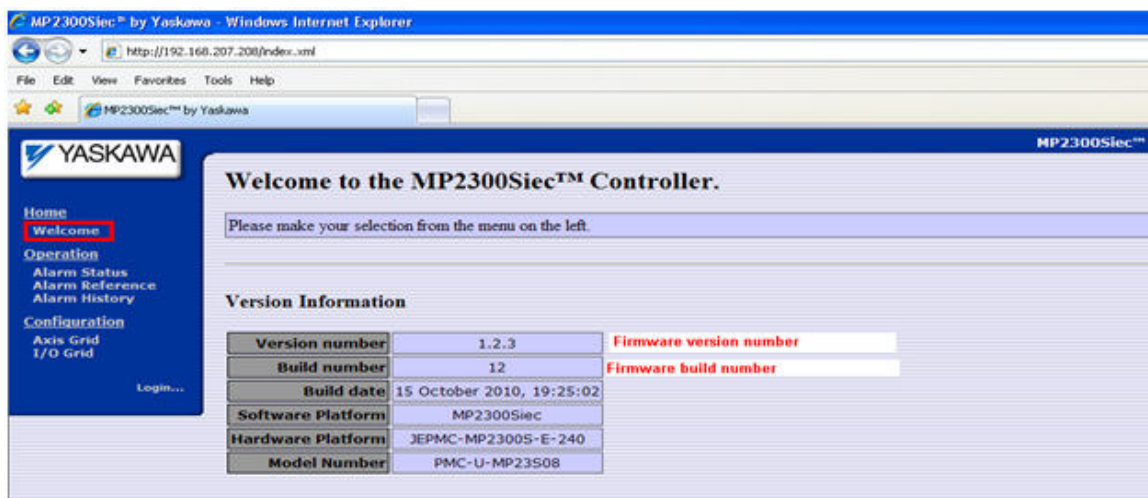 MP2300Siec™ by Yaskawa - Windows Internet Explorer
http://192.168.207.208/index.xml
File Edit View Favorites Tools Help
MP2300Siec™ by Yaskawa
YASKAWA
MP2300Siec™
Home
Welcome
Operation
Alarm Status
Alarm Reference
Alarm History
Configuration
Axis Grid
I/O Grid
Login...
Welcome to the MP2300Siec™ Controller.
Please make your selection from the menu on the left.
Version Information
Version number 1.2.3 Firmware version number
Build number 12 Firmware build number
Build date 15 October 2010, 19:25:02
Software Platform MP2300Siec
Hardware Platform JEPMC-MP2300S-E-240
Model Number PMC-U-MP23S08